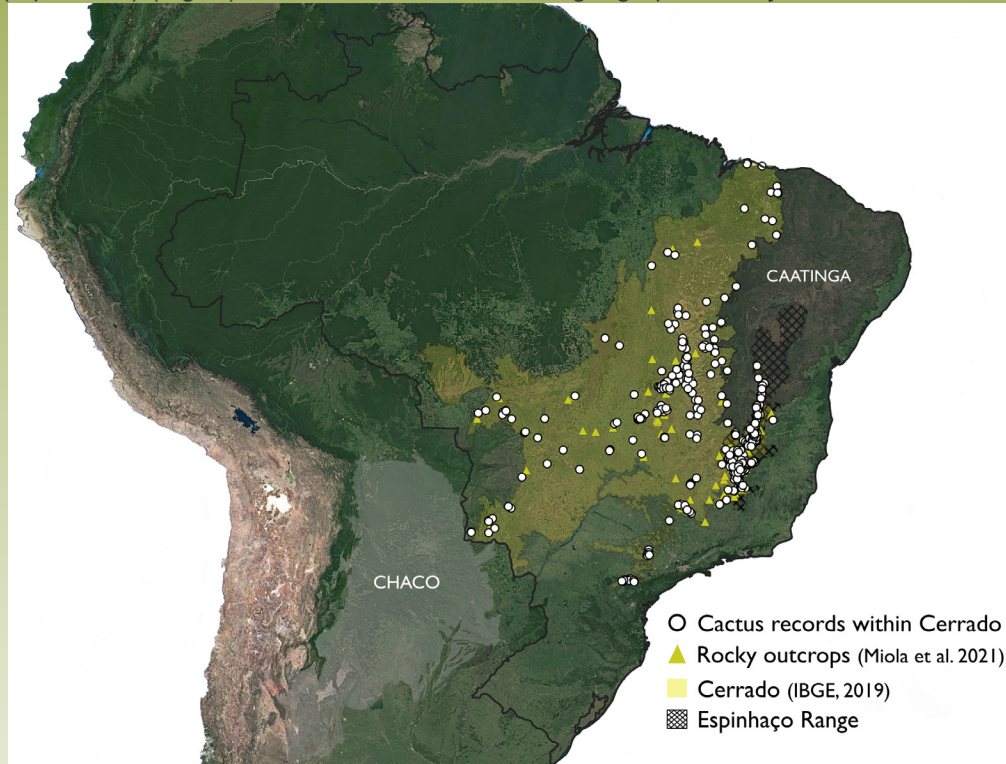 CAATINGA
CHACO
Cactus records within Cerrado
Rocky outcrops (Miola et al. 2021)
Cerrado (IBGE, 2019)
Espinhaço Range